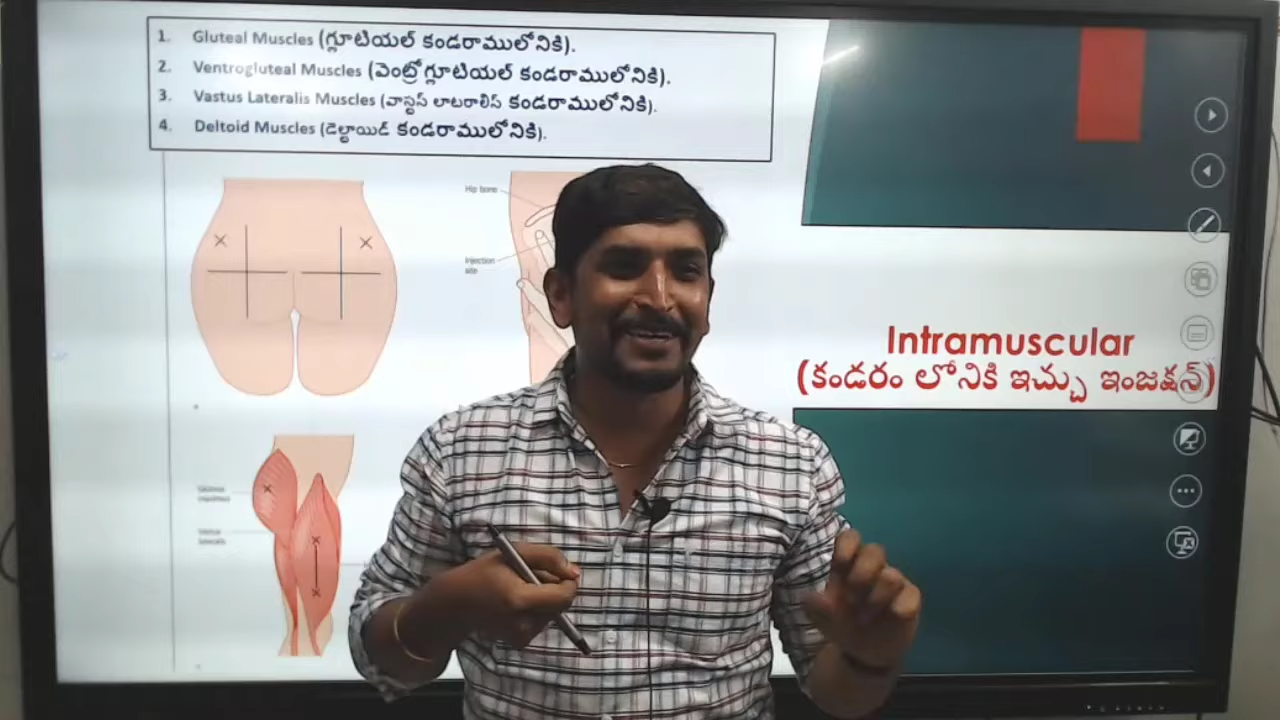 1. Gluteal Muscles (గ్లూటియల్ కండరాములోనికి).
2. Ventrogluteal Muscles (వెంట్రోగ్లూటియల్ కండరాములోనికి).
3. Vastus Lateralis Muscles (వాస్టస్ లాటరాలిస్ కండరాములోనికి).
4. Deltoid Muscles (డెల్టాయిడ్ కండరాములోనికి).
Hip bone
Injection
site
Intramuscular
(కండరం లోనికి ఇచ్చు ఇంజక్షన్)